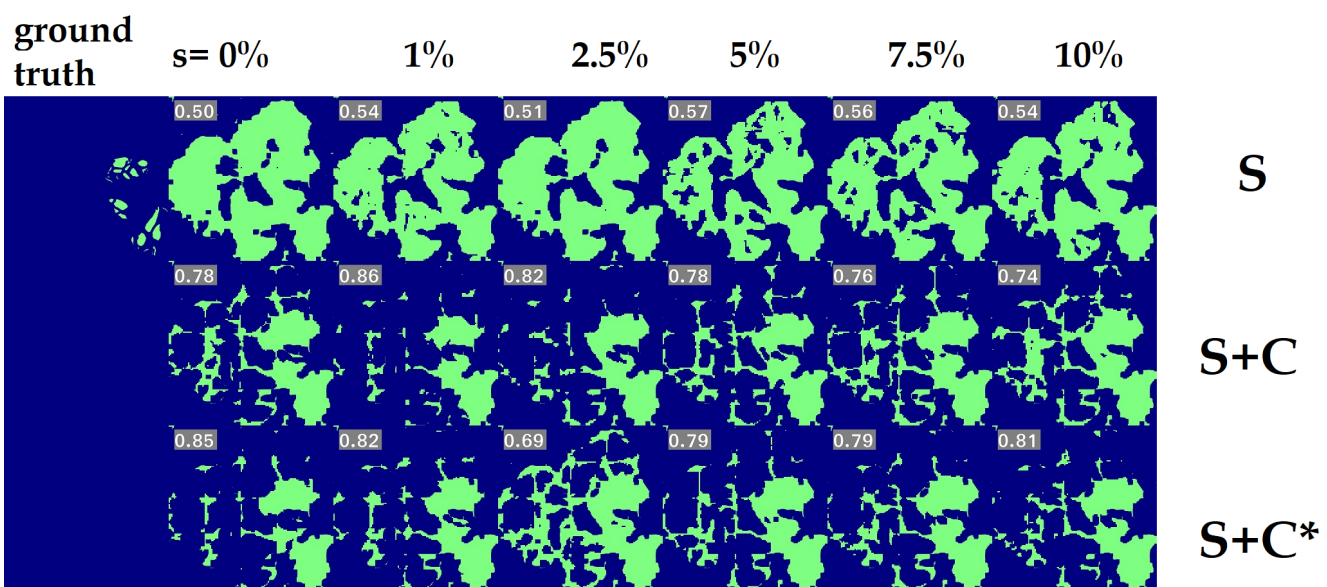 ground
truth
s= 0% 1% 2.5% 5% 7.5% 10%
0.50 0.54 0.51 0.57 0.56 0.54
S
0.78 0.86 0.82 0.78 0.76 0.74
S+C
0.85 0.82 0.69 0.79 0.79 0.81
S+C*